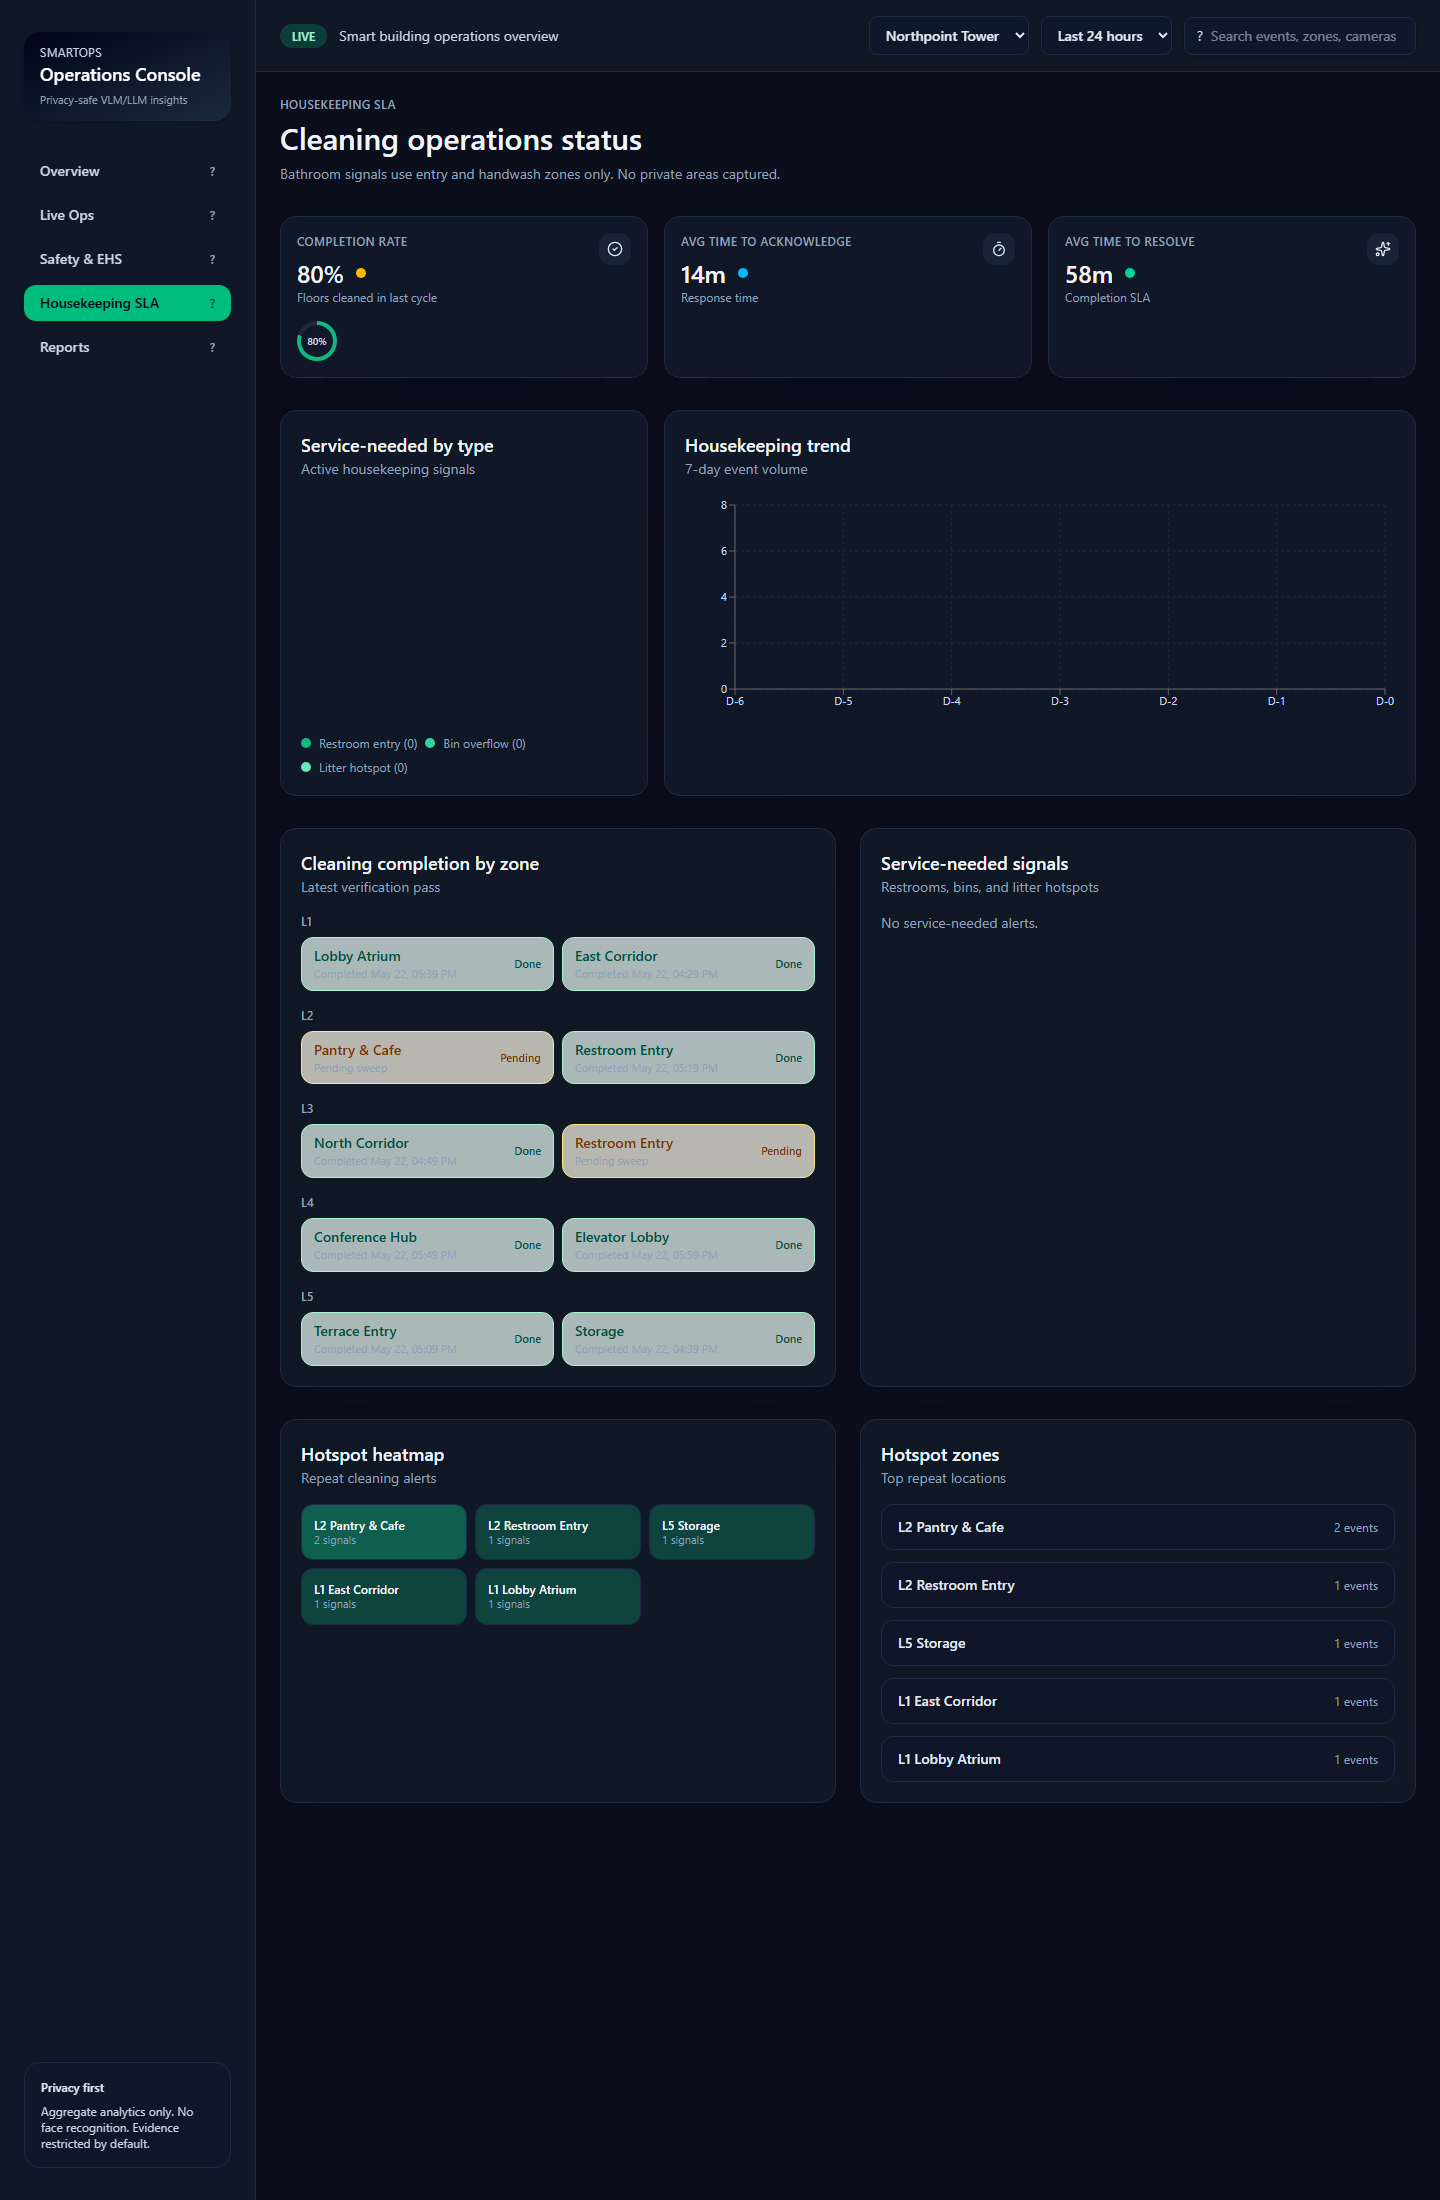 SMARTOPS
Operations Console
Privacy-safe VLM/LLM insights
Overview ?
Live Ops ?
Safety & EHS ?
Housekeeping SLA ?
Reports ?
Privacy first
Aggregate analytics only. No
face recognition. Evidence
restricted by default.
LIVE Smart building operations overview Northpoint Tower Last 24 hours ? Search events, zones, cameras
HOUSEKEEPING SLA
Cleaning operations status
Bathroom signals use entry and handwash zones only. No private areas captured.
COMPLETION RATE
80%
Floors cleaned in last cycle
80%
AVG TIME TO ACKNOWLEDGE
14m
Response time
AVG TIME TO RESOLVE
58m
Completion SLA
Service-needed by type
Active housekeeping signals
Restroom entry (0) Bin overflow (0)
Litter hotspot (0)
Housekeeping trend
7-day event volume
8
6
4
2
0
D-6 D-5 D-4 D-3 D-2 D-1 D-0
Cleaning completion by zone
Latest verification pass
L1
Lobby Atrium
Completed May 22, 05:39 PM
Done
East Corridor
Completed May 22, 04:29 PM
Done
L2
Pantry & Cafe
Pending sweep
Pending
Restroom Entry
Completed May 22, 05:19 PM
Done
L3
North Corridor
Completed May 22, 04:49 PM
Done
Restroom Entry
Pending sweep
Pending
L4
Conference Hub
Completed May 22, 05:49 PM
Done
Elevator Lobby
Completed May 22, 05:59 PM
Done
L5
Terrace Entry
Completed May 22, 05:09 PM
Done
Storage
Completed May 22, 04:39 PM
Done
Service-needed signals
Restrooms, bins, and litter hotspots
No service-needed alerts.
Hotspot heatmap
Repeat cleaning alerts
L2 Pantry & Cafe
2 signals
L2 Restroom Entry
1 signals
L5 Storage
1 signals
L1 East Corridor
1 signals
L1 Lobby Atrium
1 signals
Hotspot zones
Top repeat locations
L2 Pantry & Cafe 2 events
L2 Restroom Entry 1 events
L5 Storage 1 events
L1 East Corridor 1 events
L1 Lobby Atrium 1 events